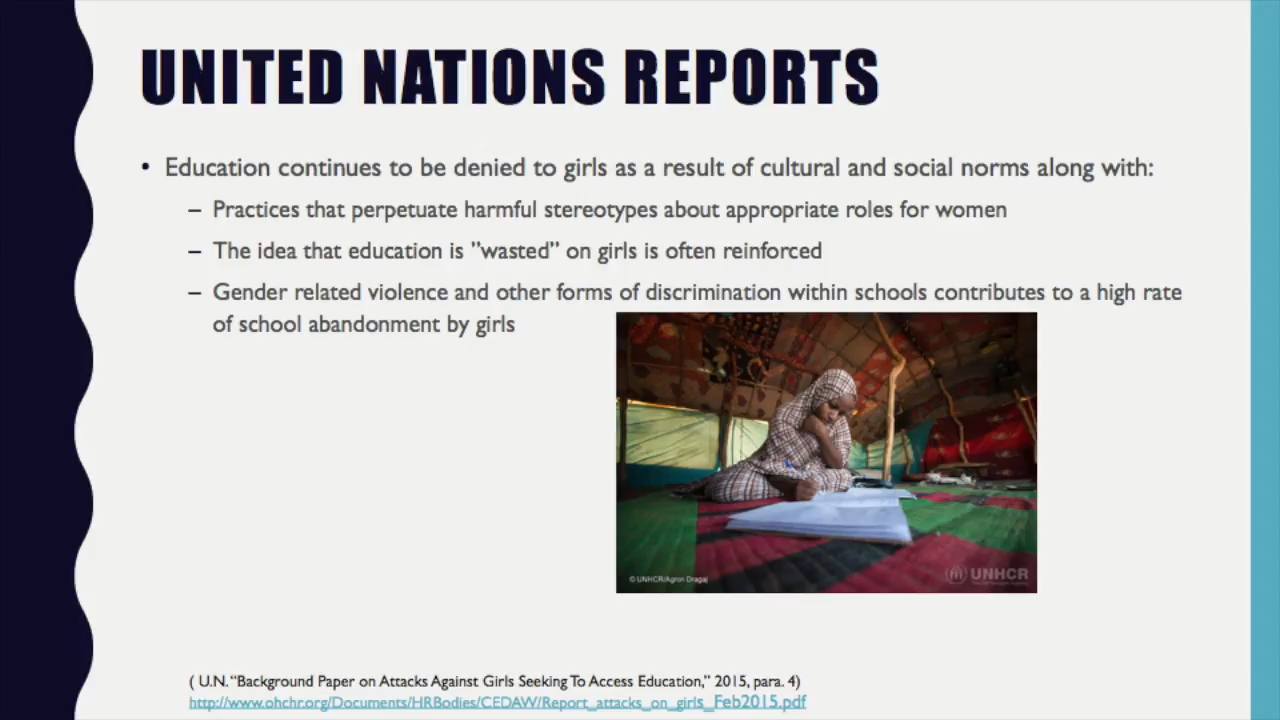 UNITED NATIONS REPORTS
• Education continues to be denied to girls as a result of cultural and social norms along with:
– Practices that perpetuate harmful stereotypes about appropriate roles for women
– The idea that education is ”wasted” on girls is often reinforced
– Gender related violence and other forms of discrimination within schools contributes to a high rate
of school abandonment by girls
© UNHCR/Agron Dragaj
UNHCR
( U.N. “Background Paper on Attacks Against Girls Seeking To Access Education,” 2015, para. 4)
http://www.ohchr.org/Documents/HRBodies/CEDAW/Report_attacks_on_girls_Feb2015.pdf